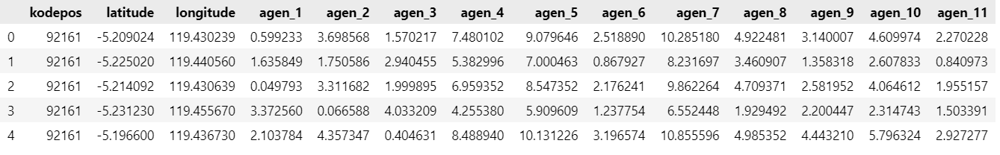 kodepos latitude longitude agen_1 agen_2 agen_3 agen_4 agen_5 agen_6 agen_7 agen_8 agen_9 agen_10 agen_11
0 92161 -5.209024 119.430239 0.599233 3.698568 1.570217 7.480102 9.079646 2.518890 10.285180 4.922481 3.140007 4.609974 2.270228
1 92161 -5.225020 119.440560 1.635849 1.750586 2.940455 5.382996 7.000463 0.867927 8.231697 3.460907 1.358318 2.607833 0.840973
2 92161 -5.214092 119.430639 0.049793 3.311682 1.999895 6.959352 8.547352 2.176241 9.862264 4.709371 2.581952 4.064612 1.955157
3 92161 -5.231230 119.455670 3.372560 0.066588 4.033209 4.255380 5.909609 1.237754 6.552448 1.929492 2.200447 2.314743 1.503391
4 92161 -5.196600 119.436730 2.103784 4.357347 0.404631 8.488940 10.131226 3.196574 10.855596 4.985352 4.443210 5.796324 2.927277